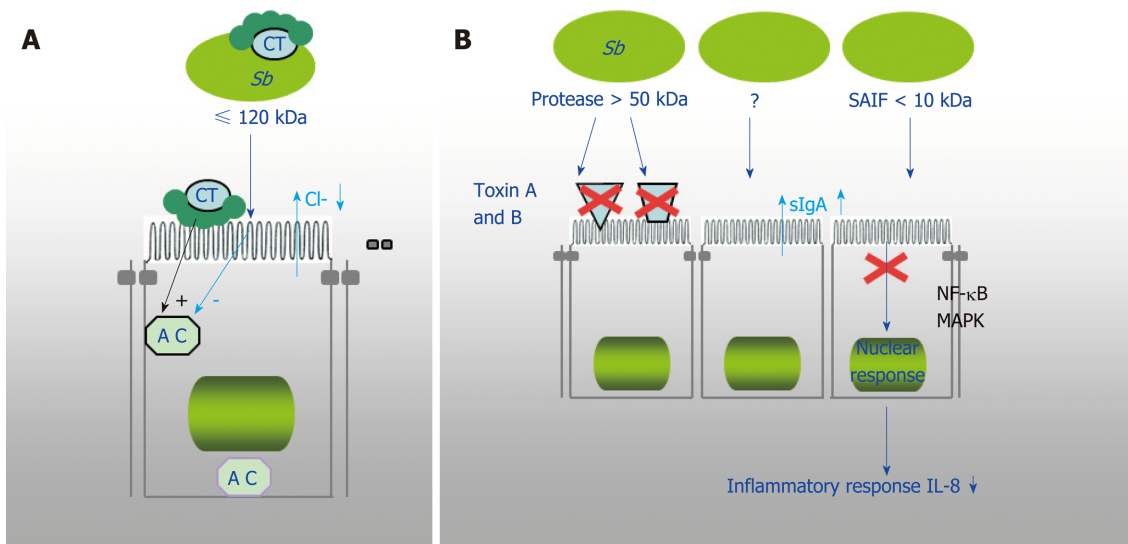 A
CT
Sb
≤ 120 kDa
CT
Cl-
+
-
A C
A C
B
Sb
Protease > 50 kDa
?
SAIF < 10 kDa
Toxin A
and B
sIgA
NF-κB
MAPK
Nuclear
response
Inflammatory response IL-8